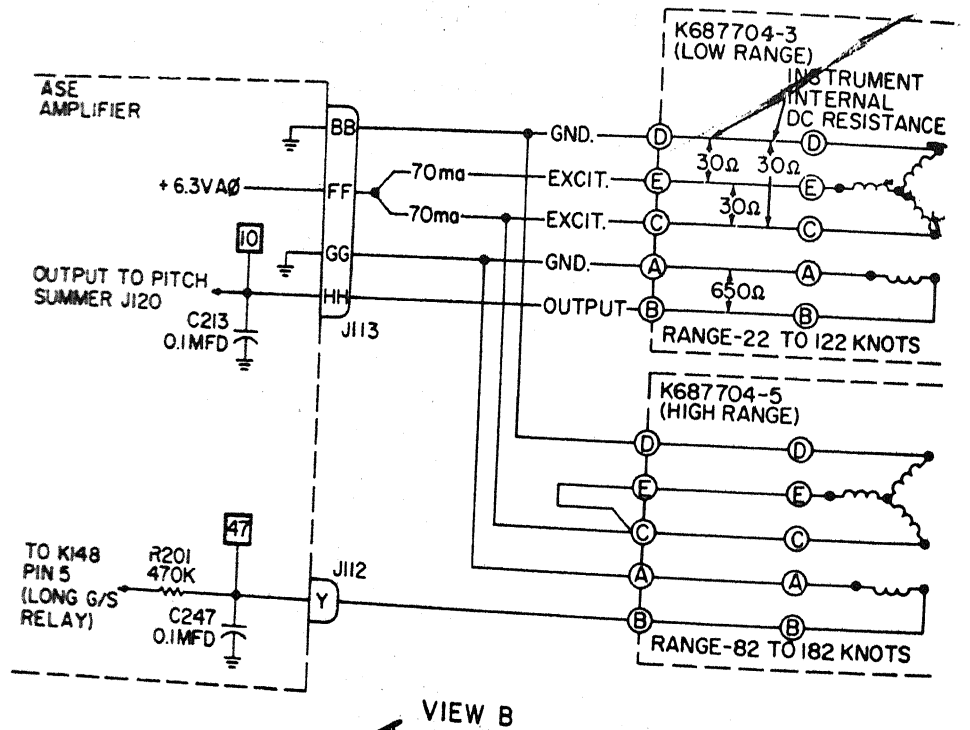 K687704-3
(LOW RANGE)
INSTRUMENT
INTERNAL
DC RESISTANCE
ASE
AMPLIFIER
BB
GND.
D
D
30Ω
30Ω
+6.3VAØ
FF
70ma
EXCIT.
E
E
30Ω
70ma
EXCIT.
C
C
10
GG
GND.
A
A
OUTPUT TO PITCH
SUMMER J120
HH
650Ω
OUTPUT
B
B
C213
0.1MFD
J113
RANGE-22 TO 122 KNOTS
K687704-5
(HIGH RANGE)
D
D
E
E
C
C
47
TO K148
PIN 5
(LONG G/S
RELAY)
R201
470K
J112
Y
A
A
C247
0.1MFD
B
B
RANGE-82 TO 182 KNOTS
VIEW B